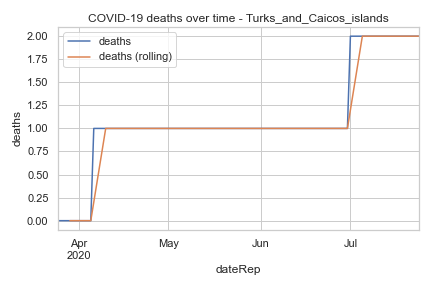 COVID-19 deaths over time - Turks_and_Caicos_islands
deaths
deaths (rolling)
2.00
1.75
1.50
1.25
1.00
0.75
0.50
0.25
0.00
deaths
Apr
2020
May
Jun
Jul
dateRep